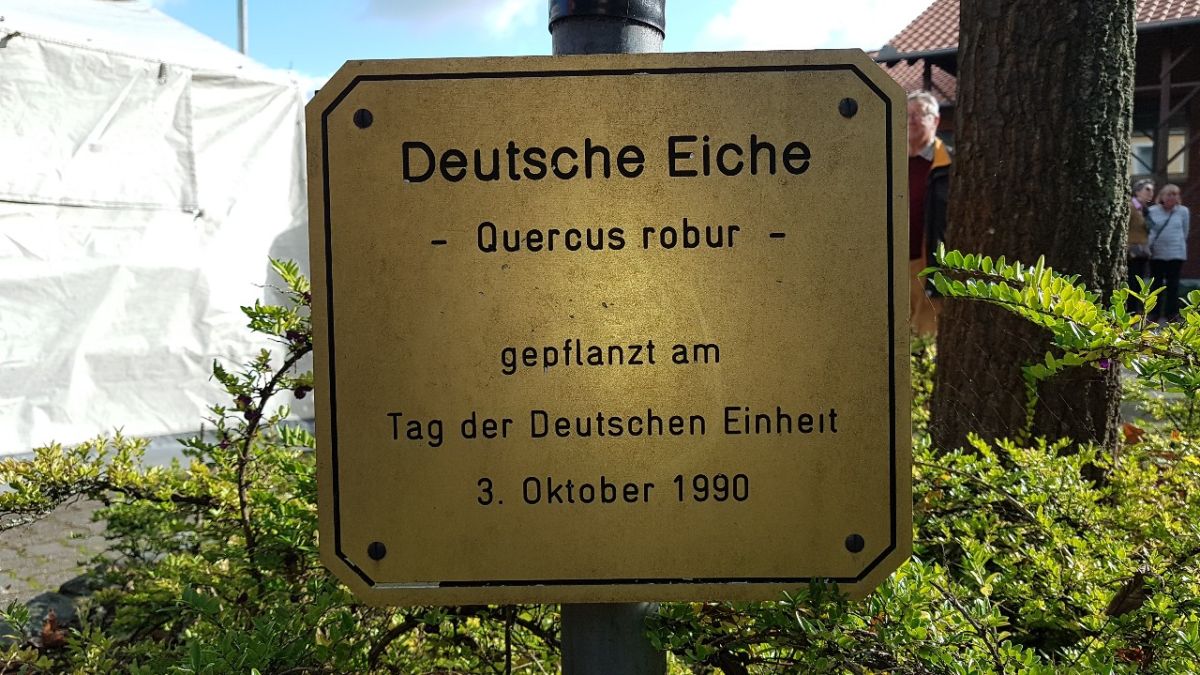 Deutsche Eiche
- Quercus robur -
gepflanzt am
Tag der Deutschen Einheit
3. Oktober 1990